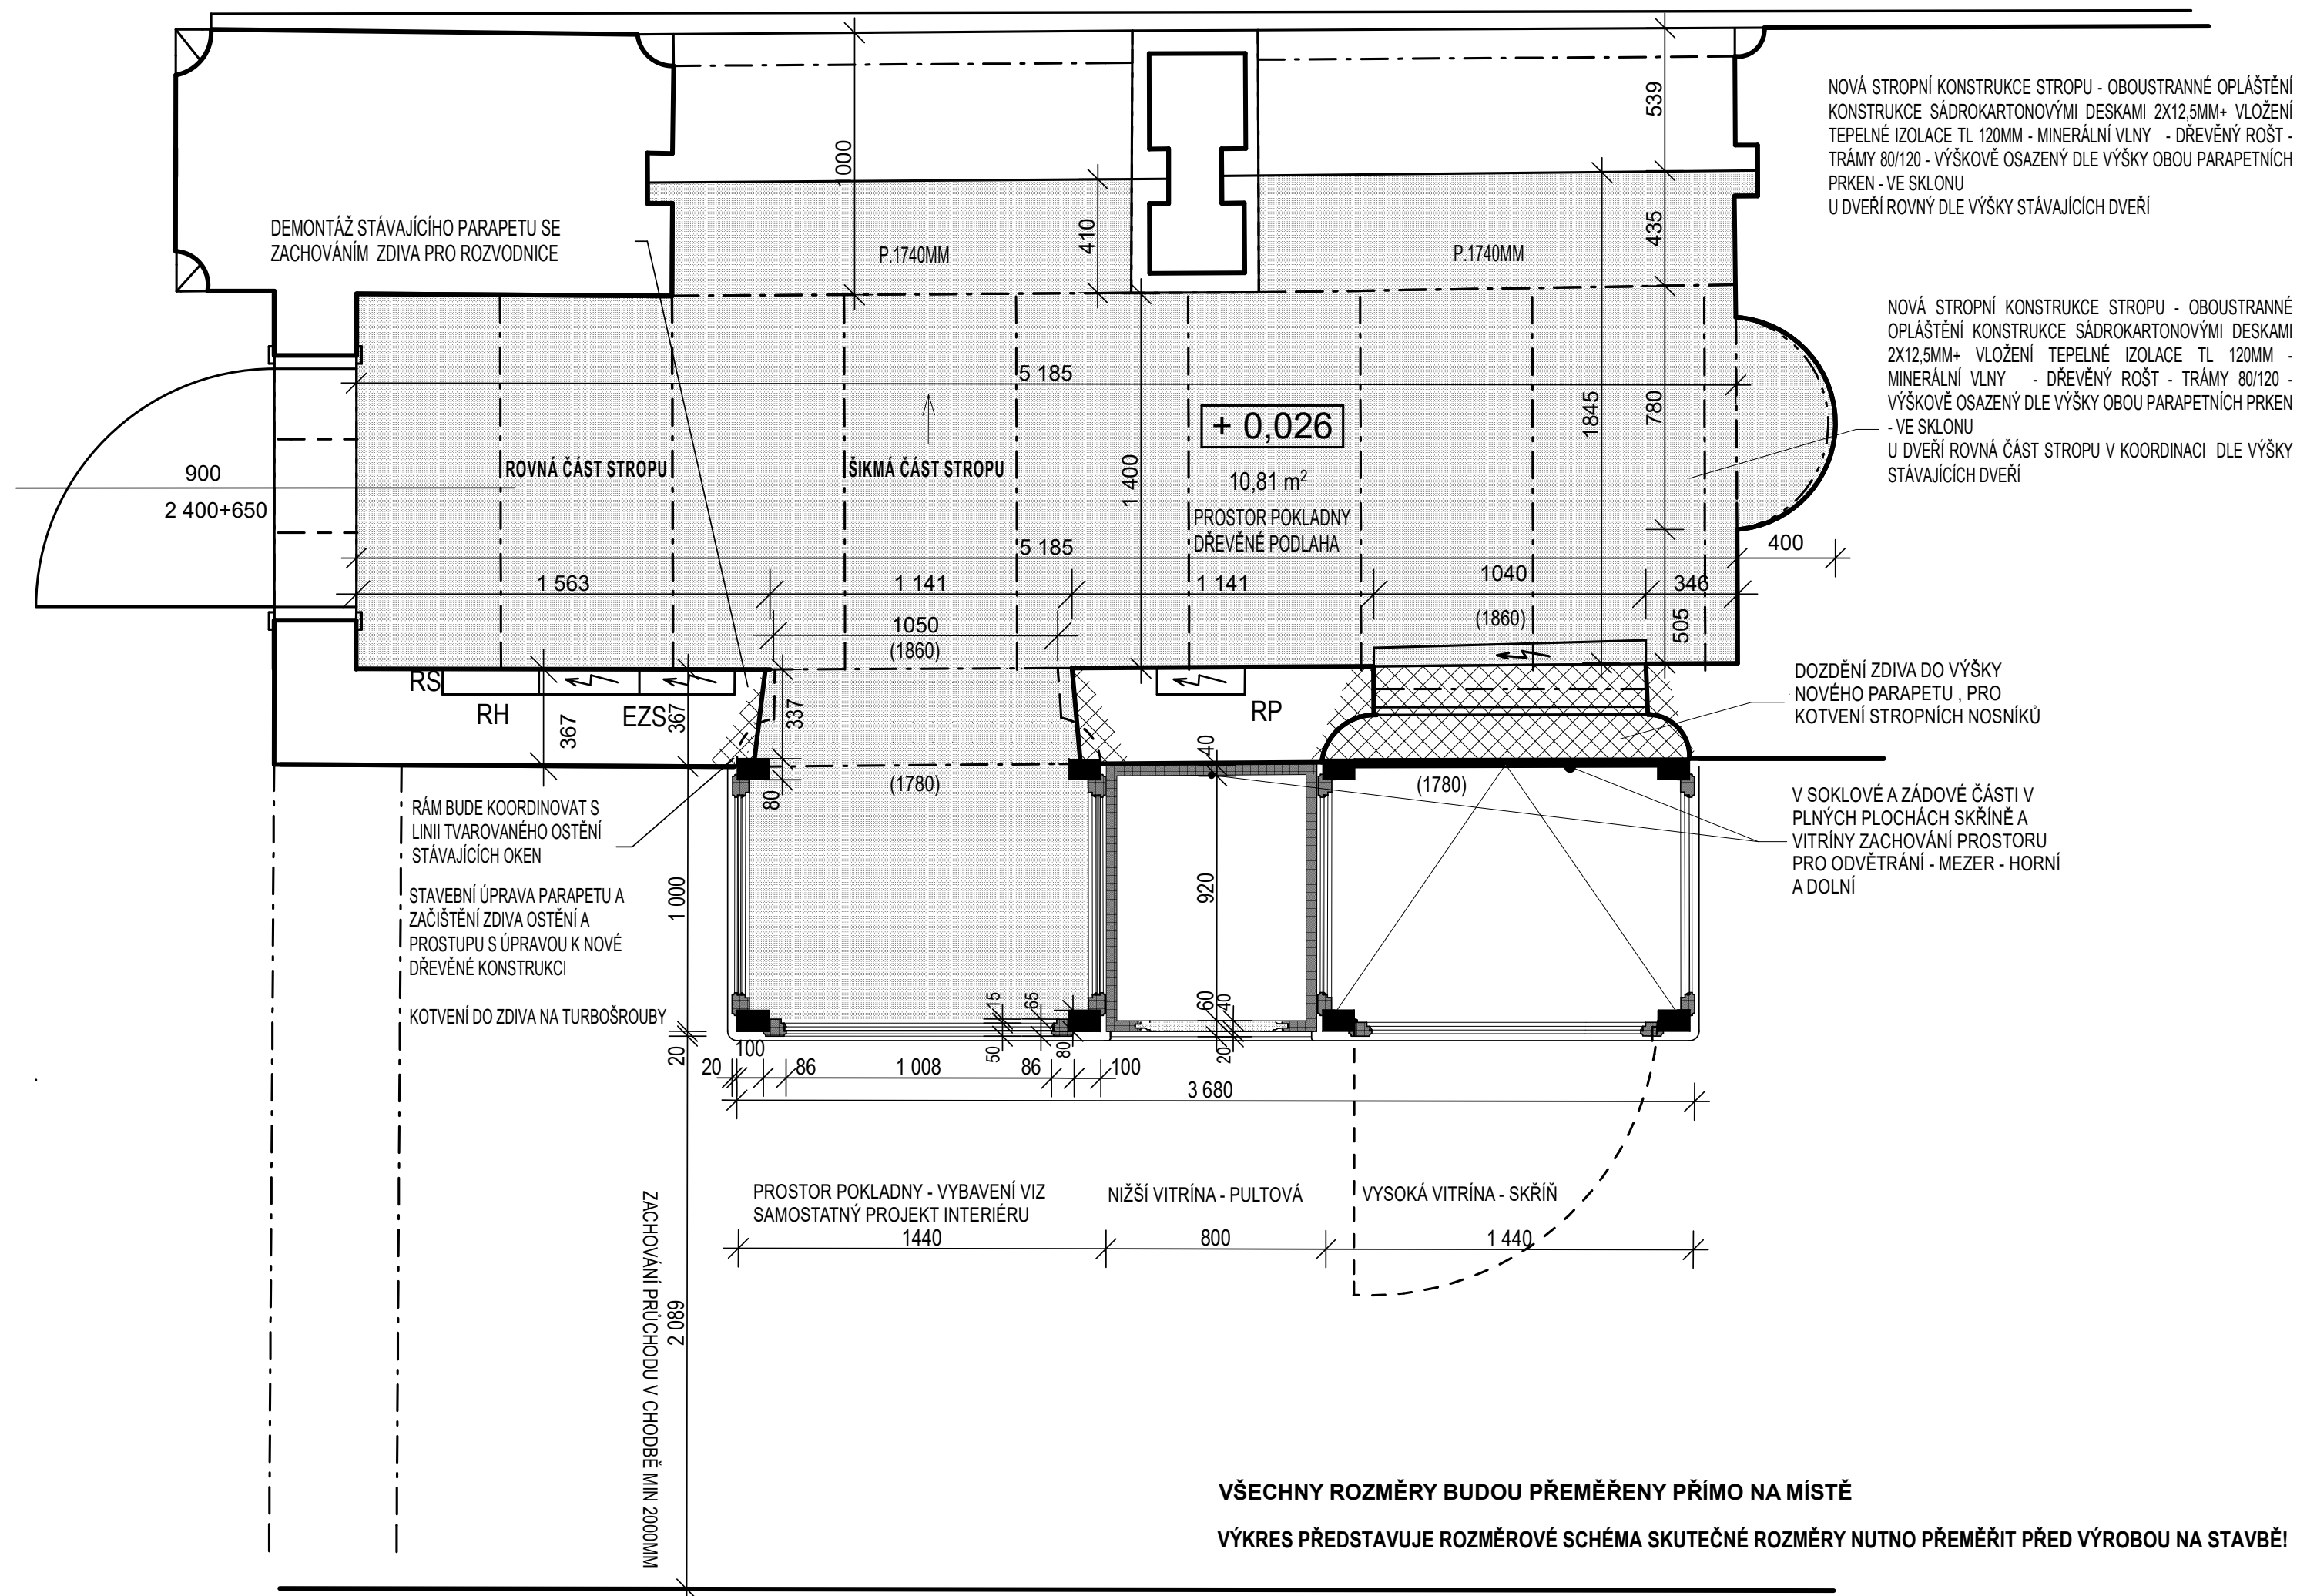 NOVÁ STROPNÍ KONSTRUKCE STROPU - OBOUSTRANNÉ OPLÁŠTĚNÍ
KONSTRUKCE SÁDROKARTONOVÝMI DESKAMI 2X12,5MM+ VLOŽENÍ
TEPELNÉ IZOLACE TL 120MM - MINERÁLNÍ VLNY - DŘEVĚNÝ ROŠT -
TRÁMY 80/120 - VÝŠKOVĚ OSAZENÝ DLE VÝŠKY OBOU PARAPETNÍCH
PRKEN - VE SKLONU
U DVEŘÍ ROVNÝ DLE VÝŠKY STÁVAJÍCÍCH DVEŘÍ
539
1000
DEMONTÁŽ STÁVAJÍCÍHO PARAPETU SE
ZACHOVÁNÍM ZDIVA PRO ROZVODNICE
410
435
P.1740MM
P.1740MM
NOVÁ STROPNÍ KONSTRUKCE STROPU - OBOUSTRANNÉ
OPLÁŠTĚNÍ KONSTRUKCE SÁDROKARTONOVÝMI DESKAMI
2X12,5MM+ VLOŽENÍ TEPELNÉ IZOLACE TL 120MM -
MINERÁLNÍ VLNY - DŘEVĚNÝ ROŠT - TRÁMY 80/120 -
VÝŠKOVĚ OSAZENÝ DLE VÝŠKY OBOU PARAPETNÍCH PRKEN
- VE SKLONU
U DVEŘÍ ROVNÁ ČÁST STROPU V KOORDINACI DLE VÝŠKY
STÁVAJÍCÍCH DVEŘÍ
5 185
+ 0,026
1845
780
900
2 400+650
ROVNÁ ČÁST STROPU
ŠIKMÁ ČÁST STROPU
1 400
10,81 m²
PROSTOR POKLADNY
DŘEVĚNÉ PODLAHA
5 185
400
1 563
1 141
1 141
1040
346
(1860)
505
1050
(1860)
RS
RH
EZS
367
367
337
RP
DOZDĚNÍ ZDIVA DO VÝŠKY
NOVÉHO PARAPETU , PRO
KOTVENÍ STROPNÍCH NOSNÍKŮ
40
80
(1780)
(1780)
V SOKLOVÉ A ZÁDOVÉ ČÁSTI V
PLNÝCH PLOCHÁCH SKŘÍNĚ A
VITRÍNY ZACHOVÁNÍ PROSTORU
PRO ODVĚTRÁNÍ - MEZER - HORNÍ
A DOLNÍ
RÁM BUDE KOORDINOVAT S
LINII TVAROVANÉHO OSTĚNÍ
STÁVAJÍCÍCH OKEN
STAVEBNÍ ÚPRAVA PARAPETU A
ZAČIŠTĚNÍ ZDIVA OSTĚNÍ A
PROSTUPU S ÚPRAVOU K NOVÉ
DŘEVĚNÉ KONSTRUKCI
KOTVENÍ DO ZDIVA NA TURBOŠROUBY
1 000
920
15
65
60
40
20
50
80
20
100
20
86
1 008
86
100
3 680
PROSTOR POKLADNY - VYBAVENÍ VIZ
SAMOSTATNÝ PROJEKT INTERIÉRU
NIŽŠÍ VITRÍNA - PULTOVÁ
VYSOKÁ VITRÍNA - SKŘÍŇ
1440
800
1 440
ZACHOVÁNÍ PRŮCHODU V CHODBĚ MIN 2000MM
2 089
VŠECHNY ROZMĚRY BUDOU PŘEMĚŘENY PŘÍMO NA MÍSTĚ
VÝKRES PŘEDSTAVUJE ROZMĚROVÉ SCHÉMA SKUTEČNÉ ROZMĚRY NUTNO PŘEMĚŘIT PŘED VÝROBOU NA STAVBĚ!